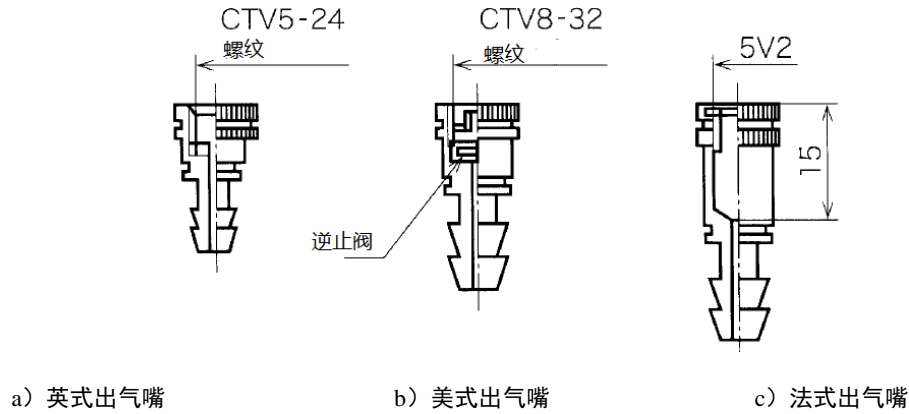 CTV5-24
螺纹
CTV8-32
螺纹
5V2
15
逆止阀
a）英式出气嘴
b）美式出气嘴
c）法式出气嘴